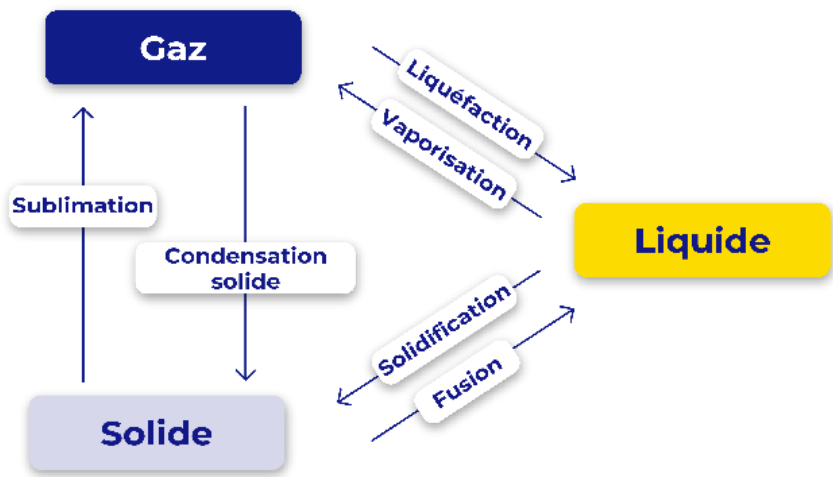 Gaz
Liquéfaction
Vaporisation
Sublimation
Condensation
solide
Liquide
Solidification
Fusion
Solide